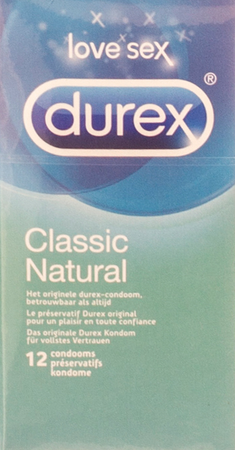 love sex
durex®
Classic
Natural
Het originele durex-condoom,
betrouwbaar als altijd
Le préservatif Durex original
pour un plaisir en toute confiance
Das originale Durex Kondom
für vollstes Vertrauen
12 condooms
préservatifs
kondome